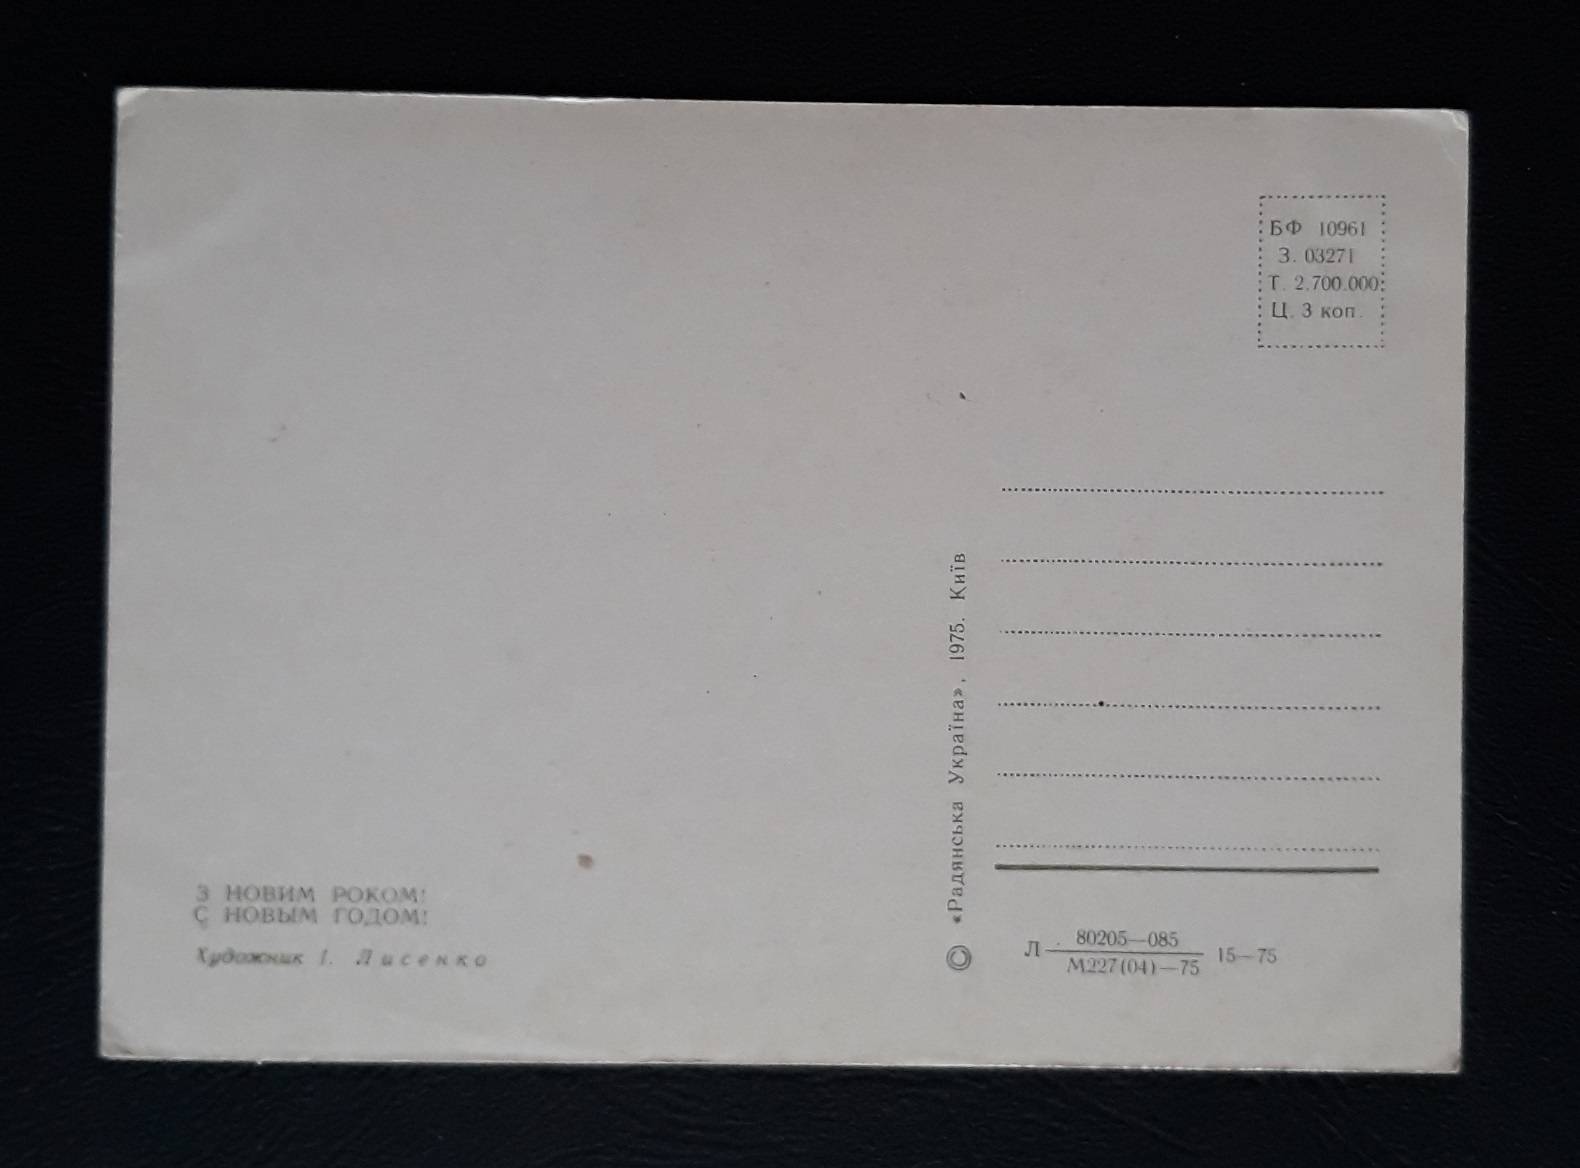 БФ 10961
З. 03271
Т. 2.700.000
Ц. 3 коп.
З НОВИМ РОКОМ!
С НОВЫМ ГОДОМ!
Художник І. Лисенко
© «Радянська Україна», 1975. Київ
Л 80205—085 15—75
М227(04)—75